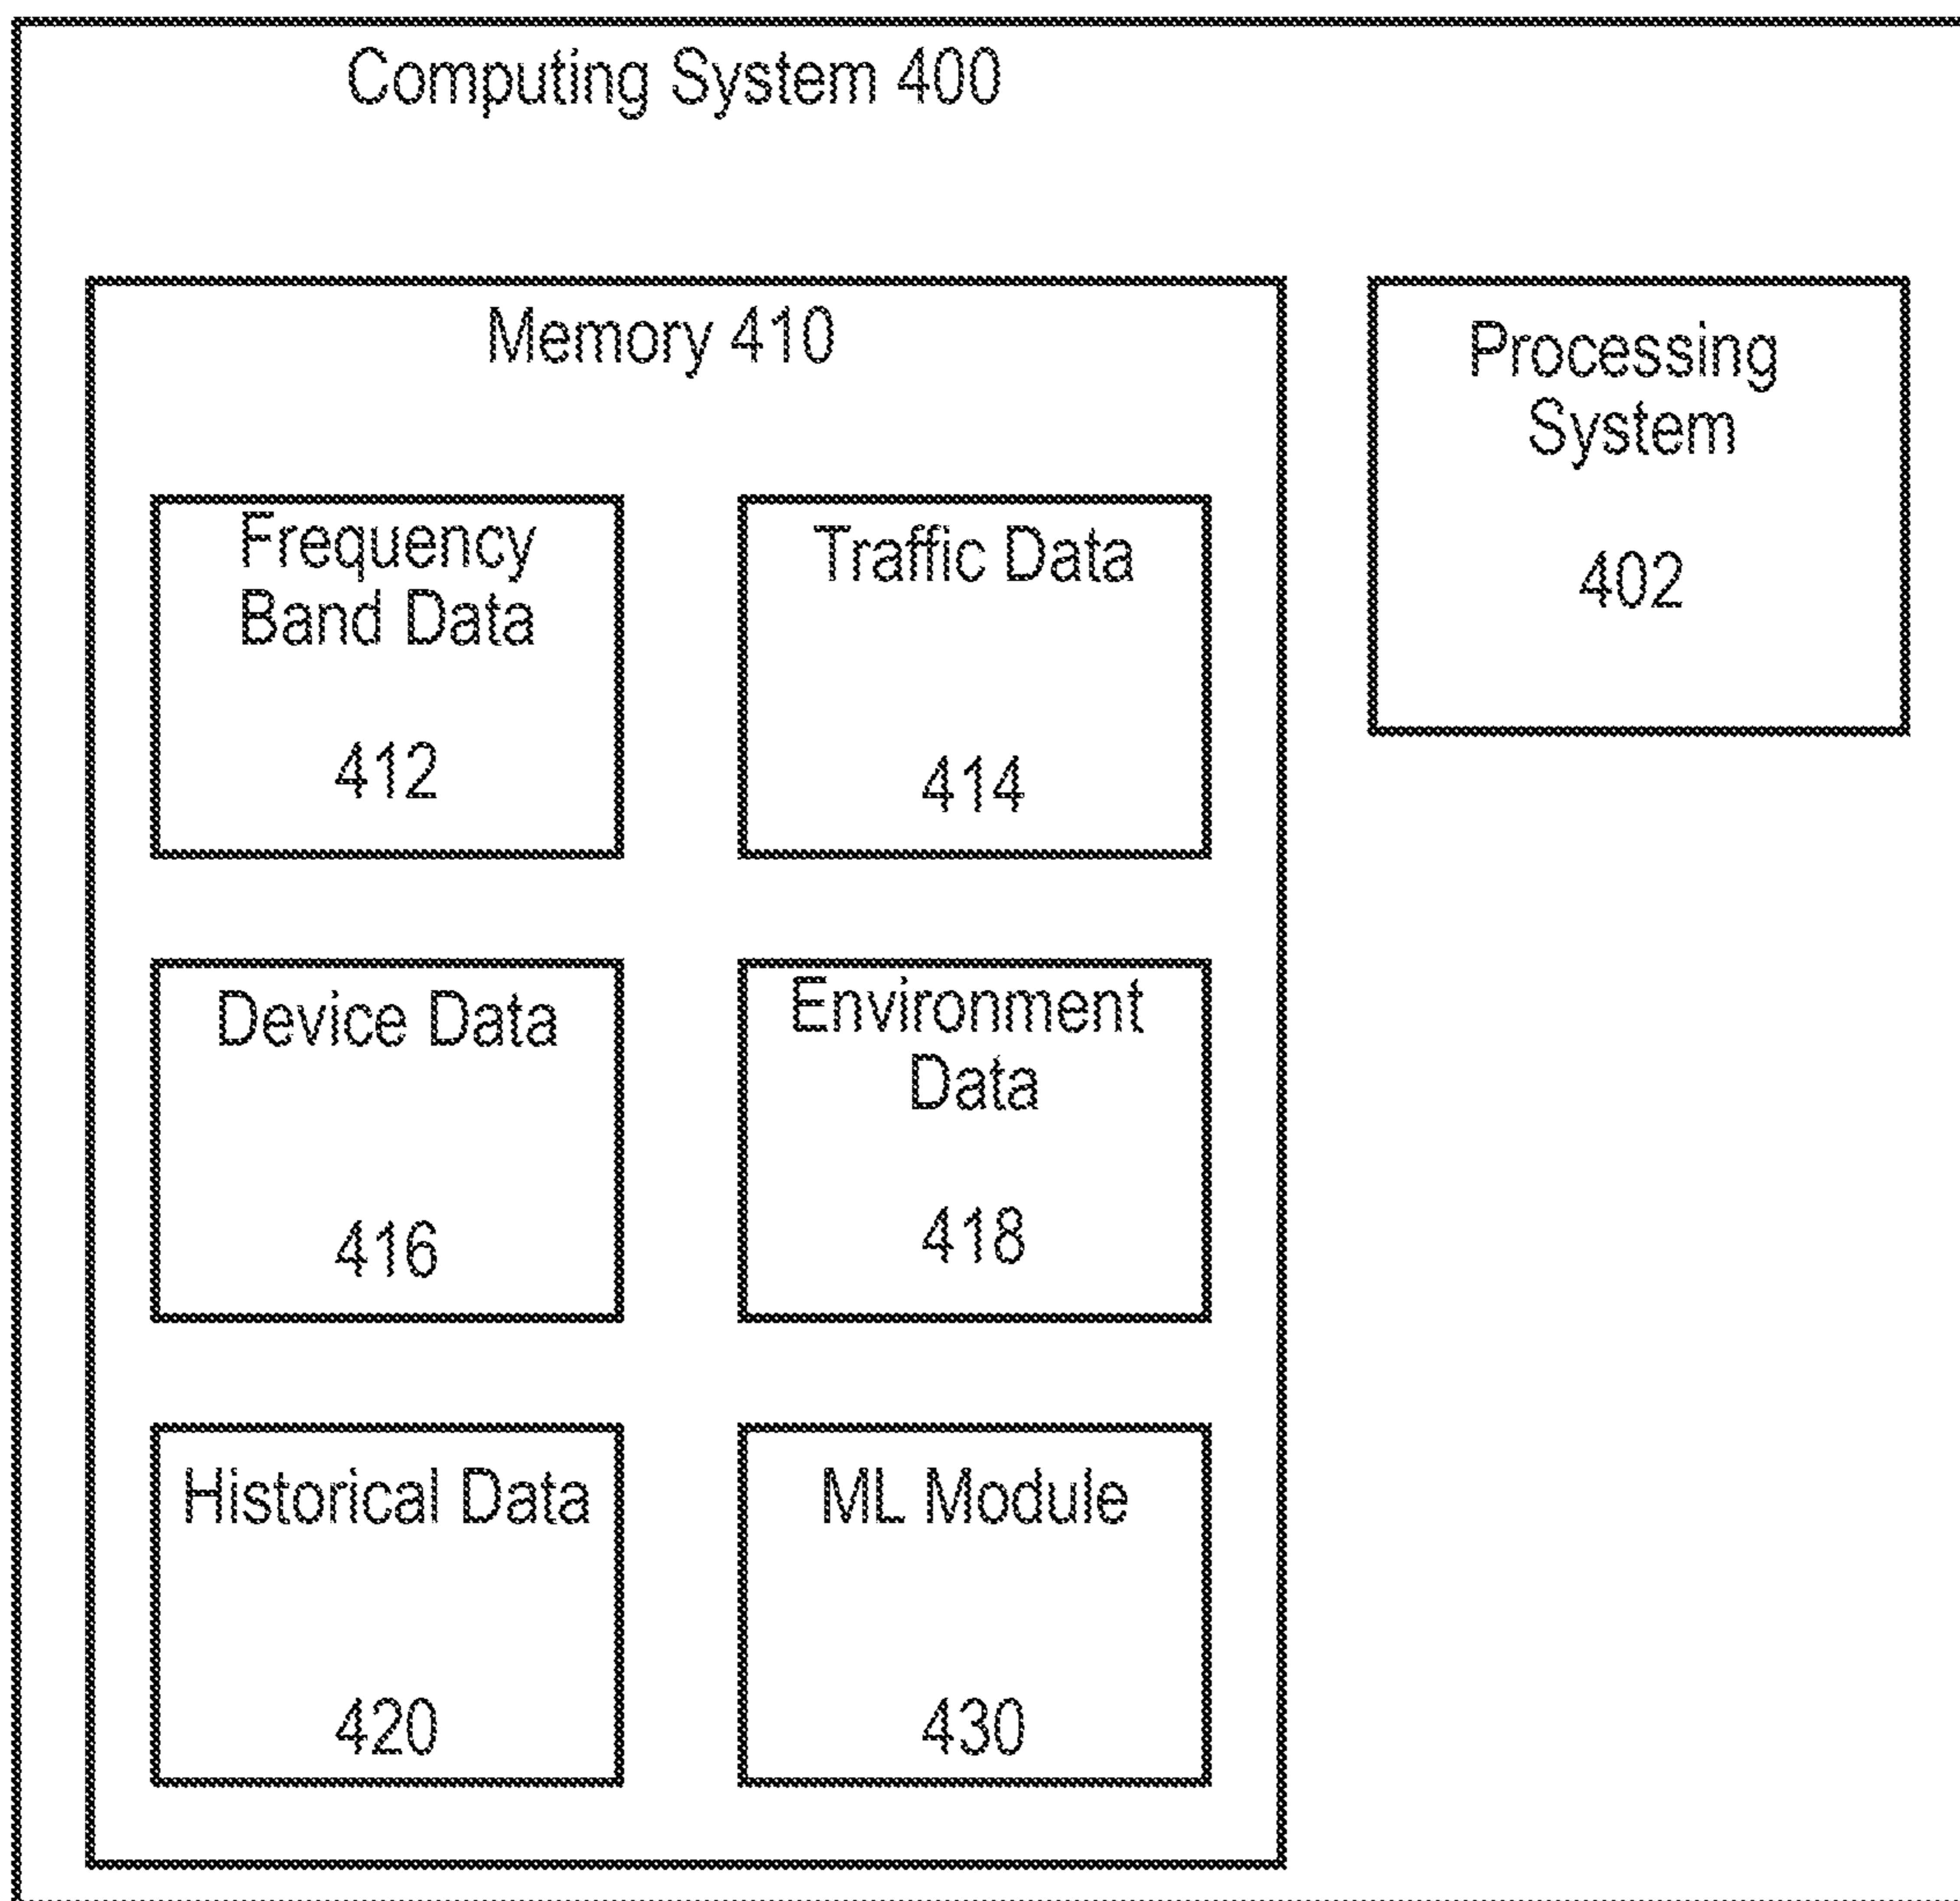 Computing System 400
Memory 410
Processing
System
402
Frequency
Band Data
412
Traffic Data
414
Device Data
416
Environment
Data
418
Historical Data
420
ML Module
430